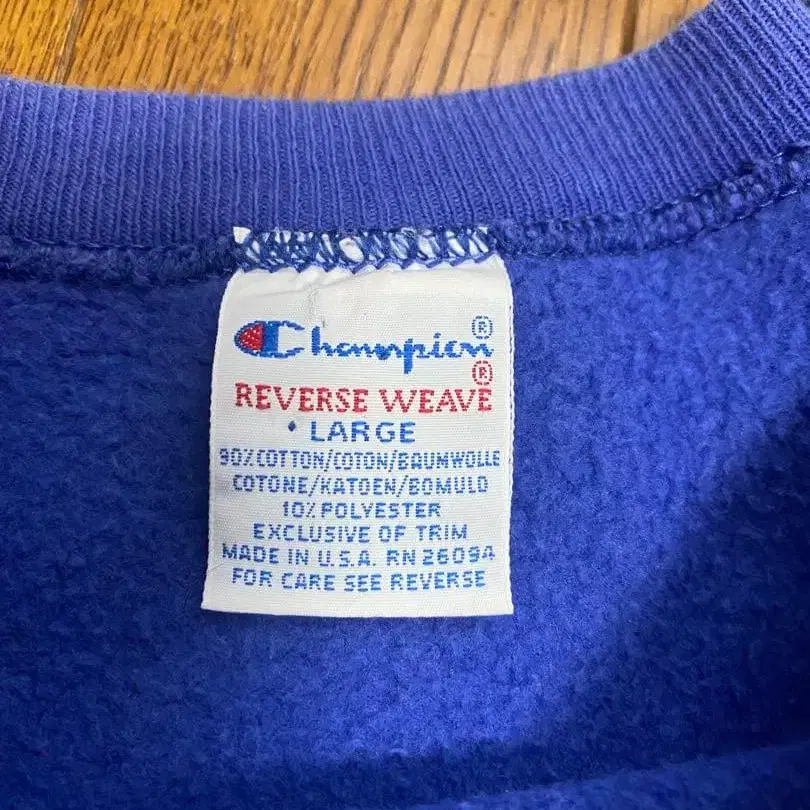 Champion®
REVERSE WEAVE®
LARGE
90% COTTON/COTON/BAUMWOLLE
COTONE/KATOEN/BOMULD
10% POLYESTER
EXCLUSIVE OF TRIM
MADE IN U.S.A. RN 26094
FOR CARE SEE REVERSE